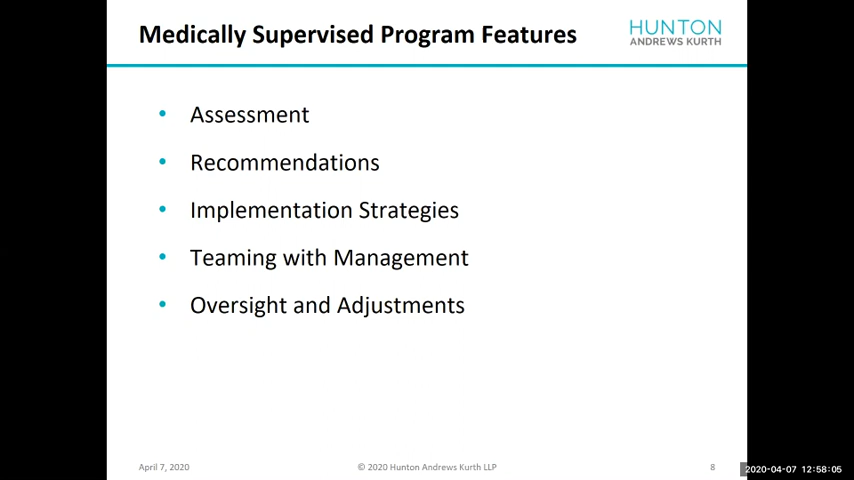 Medically Supervised Program Features
HUNTON
ANDREWS KURTH
• Assessment
• Recommendations
• Implementation Strategies
• Teaming with Management
• Oversight and Adjustments
April 7, 2020
© 2020 Hunton Andrews Kurth LLP
8
2020-04-07 12:58:05